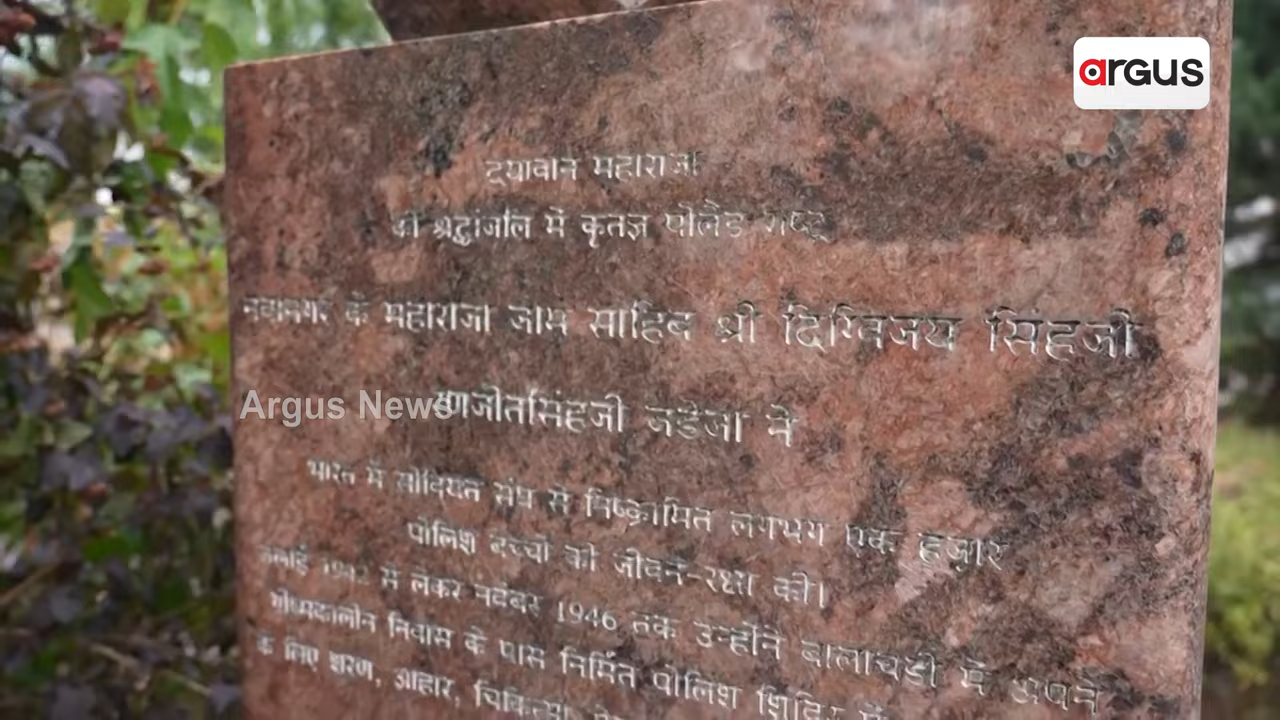 argus
दयावान महाराजा
को श्रद्धांजलि में कृतज्ञ पोलैंड राष्ट्र
नवानगर के महाराजा जाम साहिब श्री दिग्विजय सिंहजी
रणजीतसिंहजी जडेजा ने
Argus News
भारत में सोवियत संघ से निष्क्रामित लगभग एक हज़ार
पोलिश बच्चों की जीवन-रक्षा की।
जुलाई 1942 से लेकर नवंबर 1946 तक उन्होंने बालाचडी में अपने
ग्रीष्मकालीन निवास के पास निर्मित पोलिश शिविर में
के लिए शरण, आहार, चिकित्सा